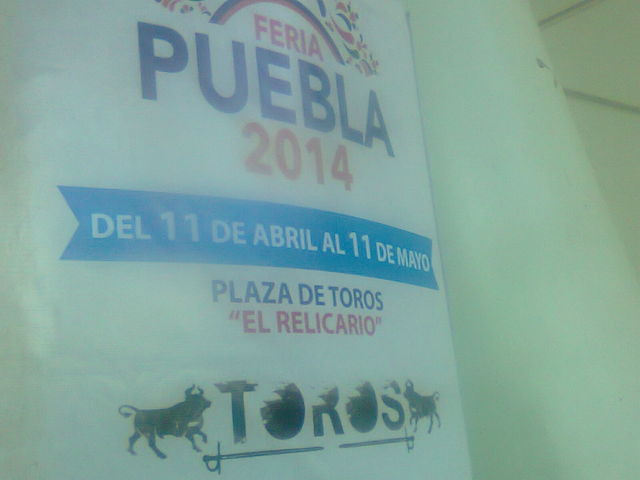 FERIA
PUEBLA
2014
DEL 11 DE ABRIL AL 11 DE MAYO
PLAZA DE TOROS
"EL RELICARIO"
TOROS